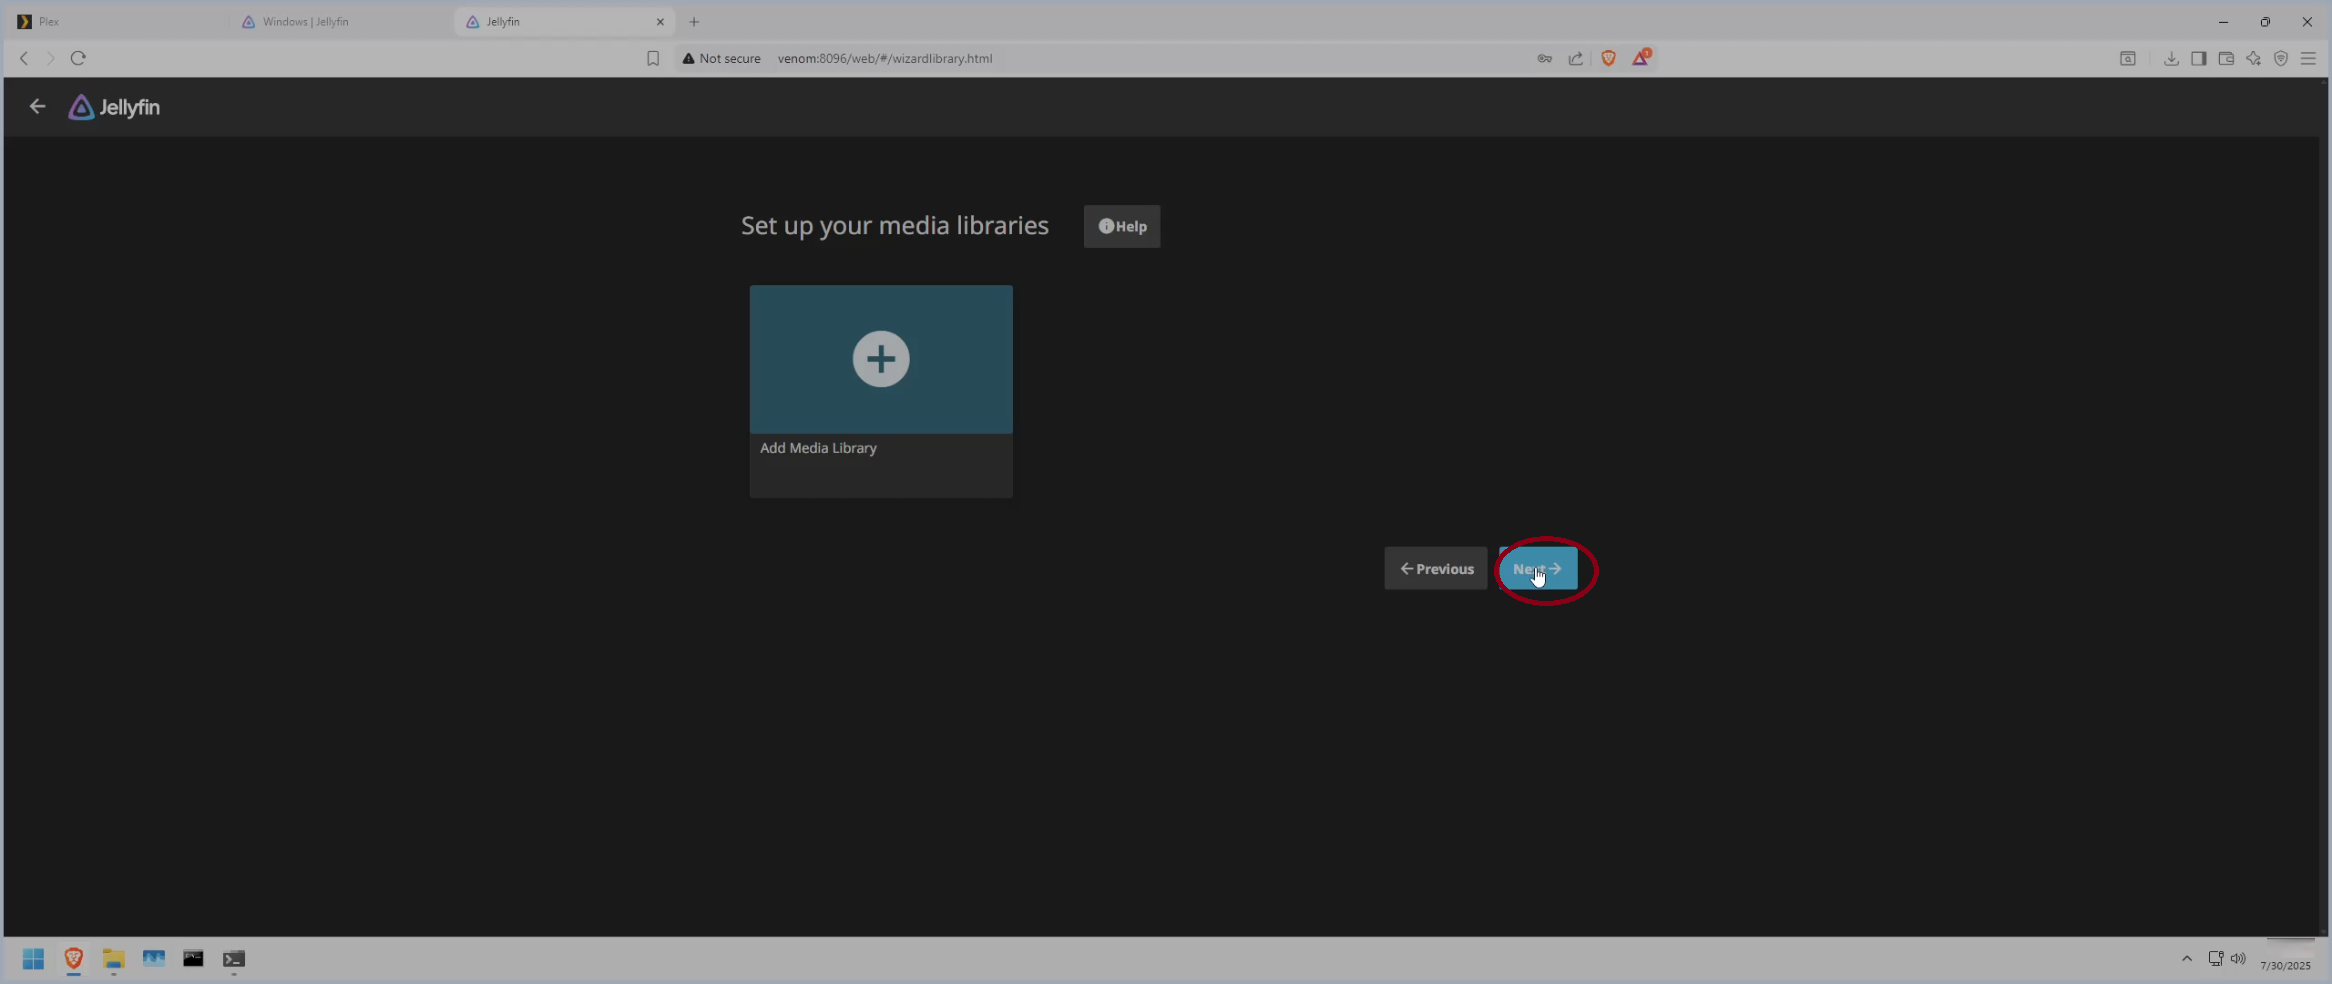 Plex
Windows | Jellyfin
Jellyfin
Not secure
venom:8096/web/#/wizardlibrary.html
1
Jellyfin
Set up your media libraries
Help
Add Media Library
Previous
Next
7/30/2025